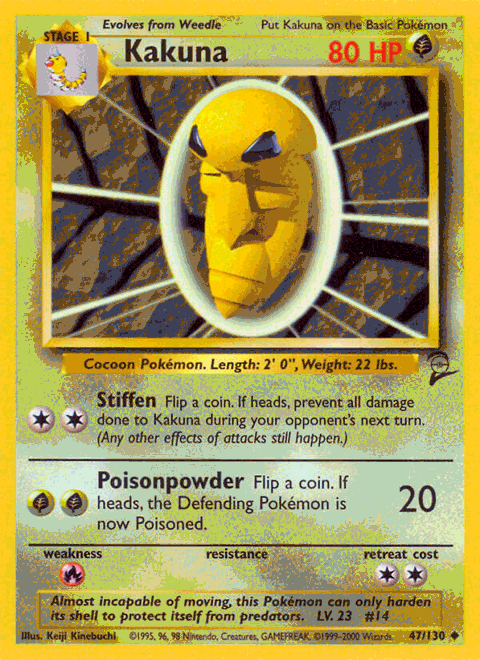 Evolves from Weedle Put Kakuna on the Basic Pokémon
STAGE 1
Kakuna 80 HP
Cocoon Pokémon. Length: 2' 0", Weight: 22 lbs.
Stiffen Flip a coin. If heads, prevent all damage
done to Kakuna during your opponent's next turn.
(Any other effects of attacks still happen.)
Poisonpowder Flip a coin. If
heads, the Defending Pokémon is
now Poisoned.
20
weakness resistance retreat cost
Almost incapable of moving, this Pokémon can only harden
its shell to protect itself from predators. LV. 23 #14
Illus. Keiji Kinebuchi ©1995, 96, 98 Nintendo, Creatures, GAMEFREAK. ©1999-2000 Wizards. 47/130